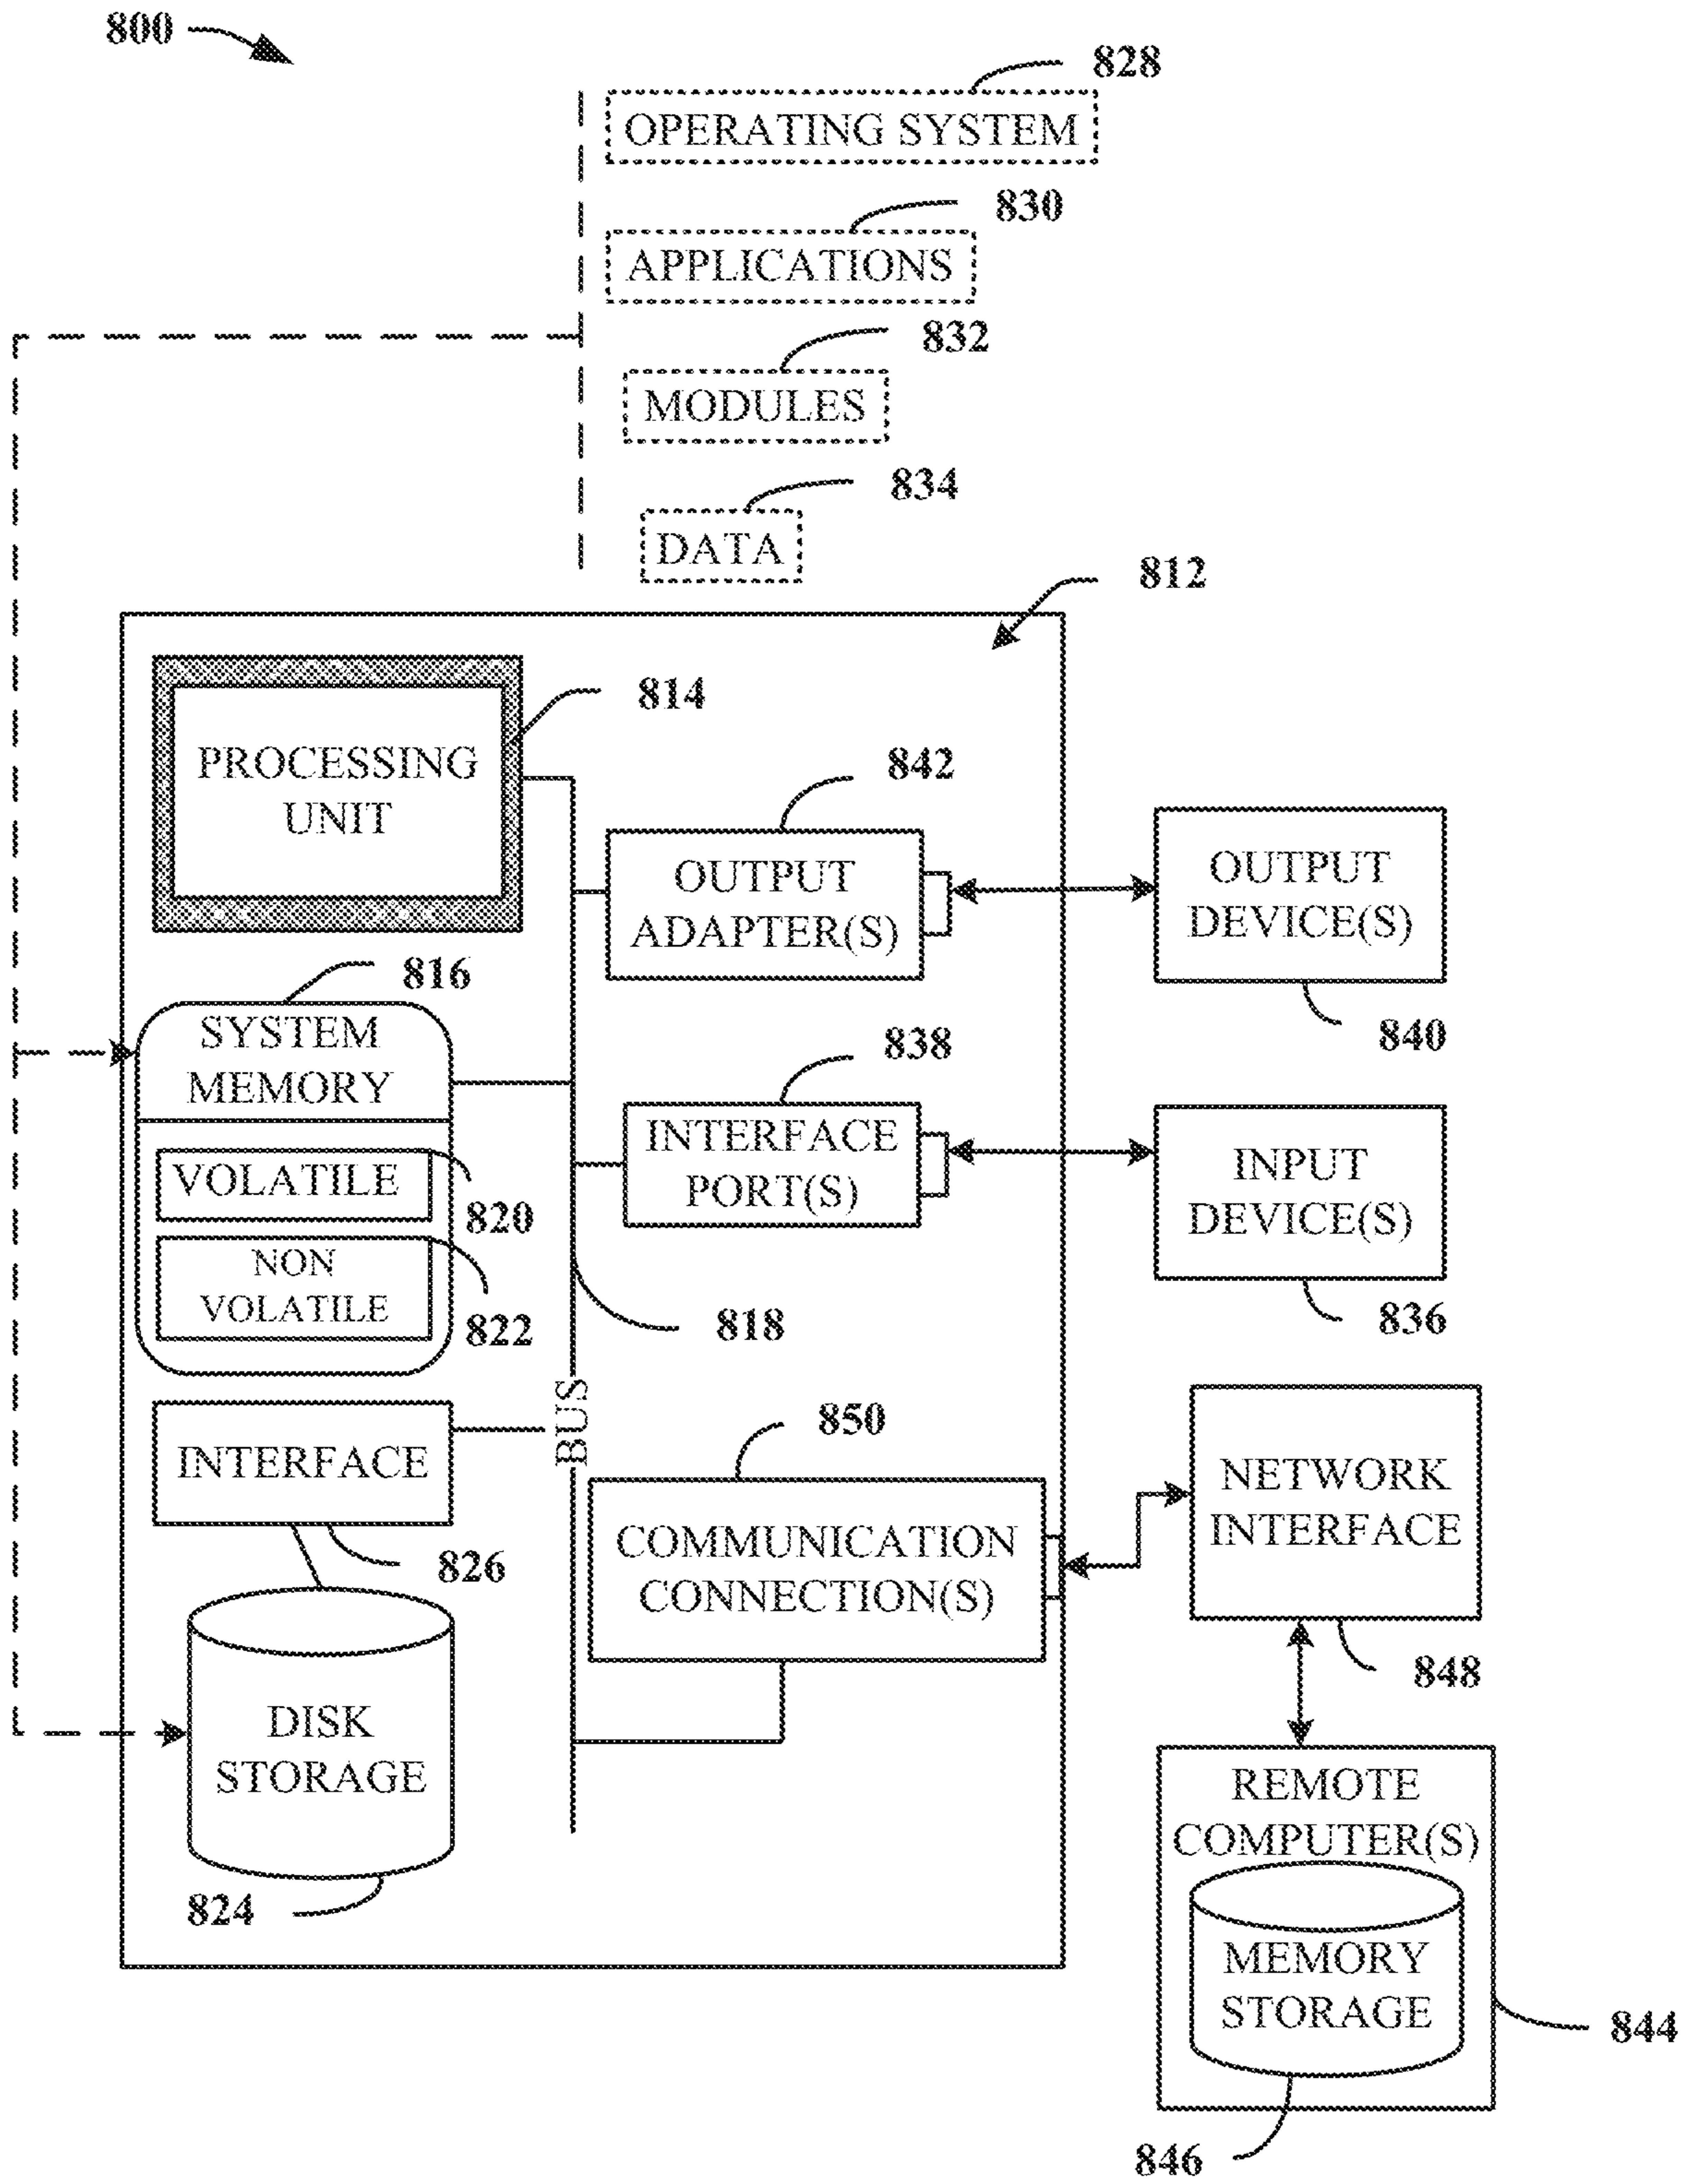 800
828
OPERATING SYSTEM
830
APPLICATIONS
832
MODULES
834
DATA
812
814
PROCESSING
UNIT
842
OUTPUT
ADAPTER(S)
OUTPUT
DEVICE(S)
840
816
SYSTEM
MEMORY
838
INTERFACE
PORT(S)
INPUT
DEVICE(S)
836
VOLATILE
820
NON
VOLATILE
822
818
BUS
INTERFACE
826
850
COMMUNICATION
CONNECTION(S)
NETWORK
INTERFACE
848
DISK
STORAGE
824
REMOTE
COMPUTER(S)
MEMORY
STORAGE
844
846